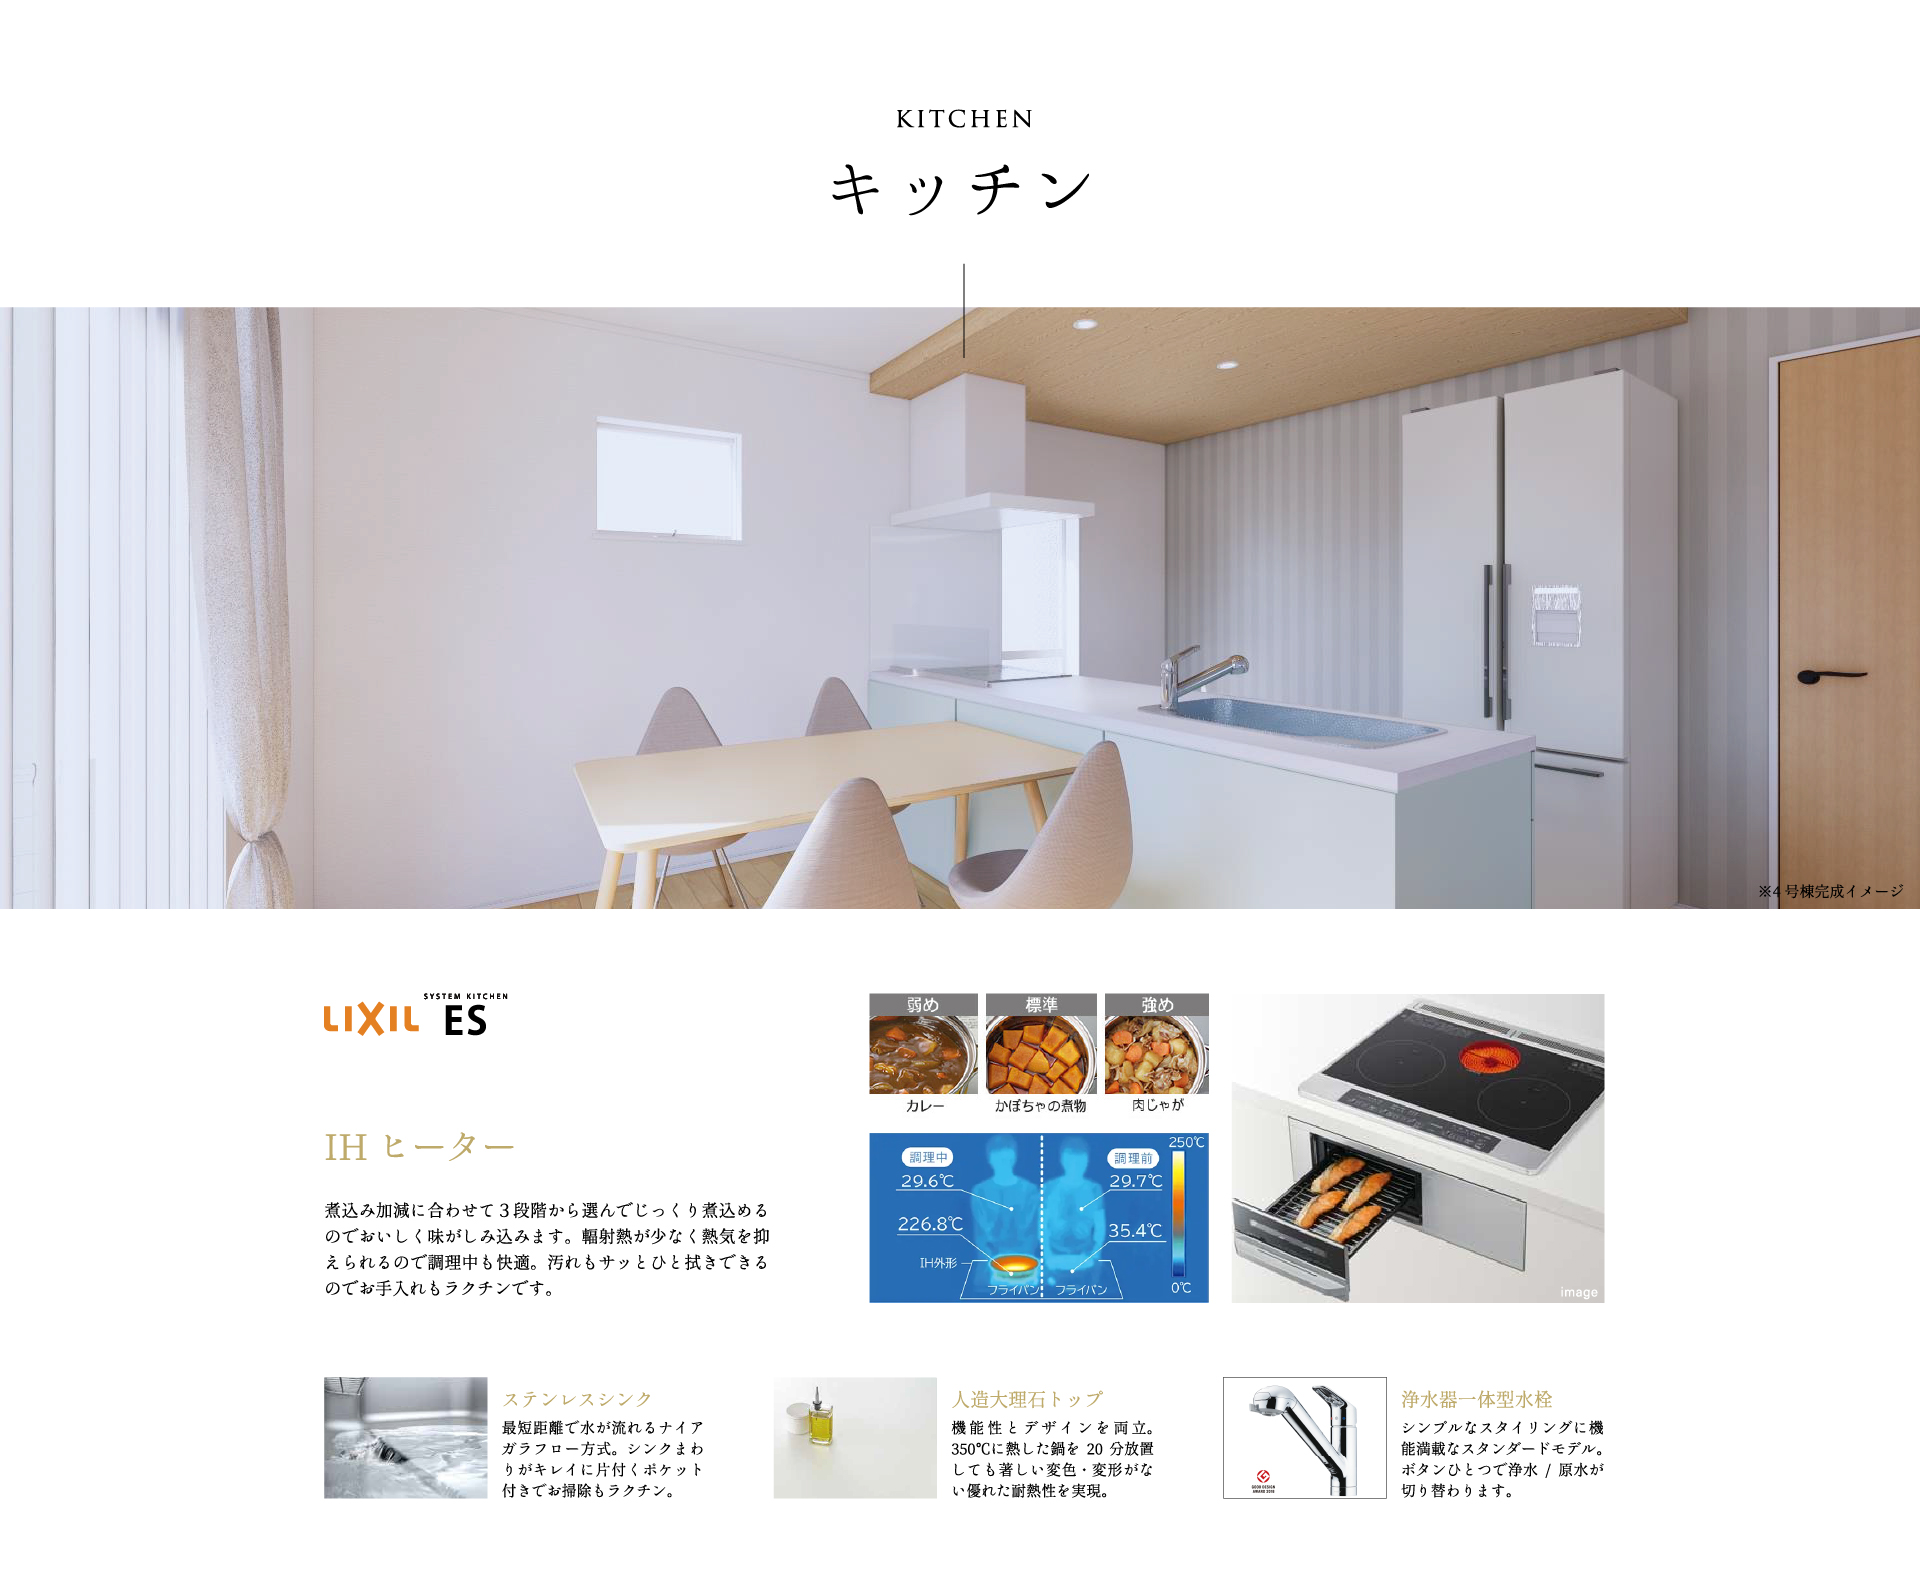 KITCHEN
キッチン
※4号棟完成イメージ
LIXIL SYSTEM KITCHEN ES
IH ヒーター
煮込み加減に合わせて３段階から選んでじっくり煮込める
のでおいしく味がしみ込みます。輻射熱が少なく熱気を抑
えられるので調理中も快適。汚れもサッとひと拭きできる
のでお手入れもラクチンです。
弱め 標準 強め
カレー かぼちゃの煮物 肉じゃが
調理中 調理前 250℃
29.6℃ 29.7℃
226.8℃ 35.4℃
IH外形
フライパン フライパン 0℃
image
ステンレスシンク
最短距離で水が流れるナイア
ガラフロー方式。シンクまわ
りがキレイに片付くポケット
付きでお掃除もラクチン。
人造大理石トップ
機能性とデザインを両立。
350℃に熱した鍋を 20 分放置
しても著しい変色・変形がな
い優れた耐熱性を実現。
GOOD DESIGN
浄水器一体型水栓
シンプルなスタイリングに機
能満載なスタンダードモデル。
ボタンひとつで浄水 / 原水が
切り替わります。